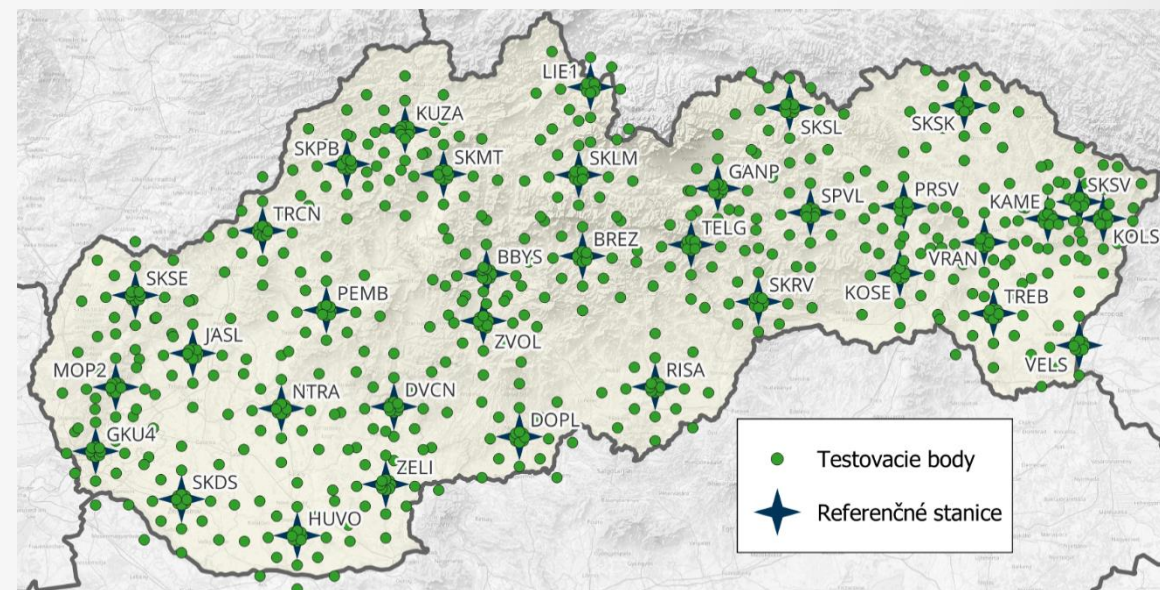 LIE1
KUZA
SKSL
SKSK
SKPB
SKMT
SKLM
GANP
SPVL
PRSV
KAME
SKSV
KOLS
TRCN
TELG
VRAN
BBYS
BREZ
SKSE
PEMB
SKRV
KOSE
TREB
JASL
ZVOL
VELS
MOP2
RISA
NTRA
DVCN
DOPL
GKU4
ZELI
SKDS
HUVO
Testovacie body
Referenčné stanice